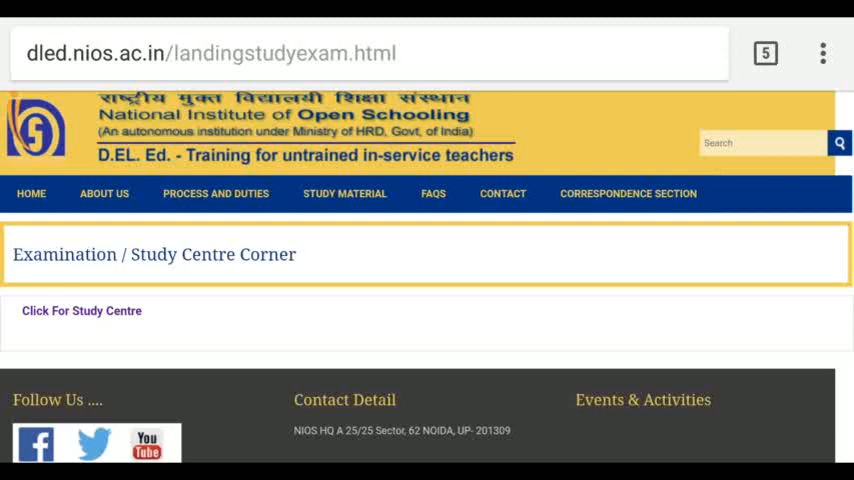 dled.nios.ac.in/landingstudyexam.html
5
राष्ट्रीय मुक्त विद्यालयी शिक्षा संस्थान
National Institute of Open Schooling
(An autonomous institution under Ministry of HRD, Govt. of India)
D.EL. Ed. - Training for untrained in-service teachers
Search
HOME ABOUT US PROCESS AND DUTIES STUDY MATERIAL FAQS CONTACT CORRESPONDENCE SECTION
Examination / Study Centre Corner
Click For Study Centre
Follow Us .... Contact Detail Events & Activities
NIOS HQ A 25/25 Sector, 62 NOIDA, UP- 201309
You
Tube